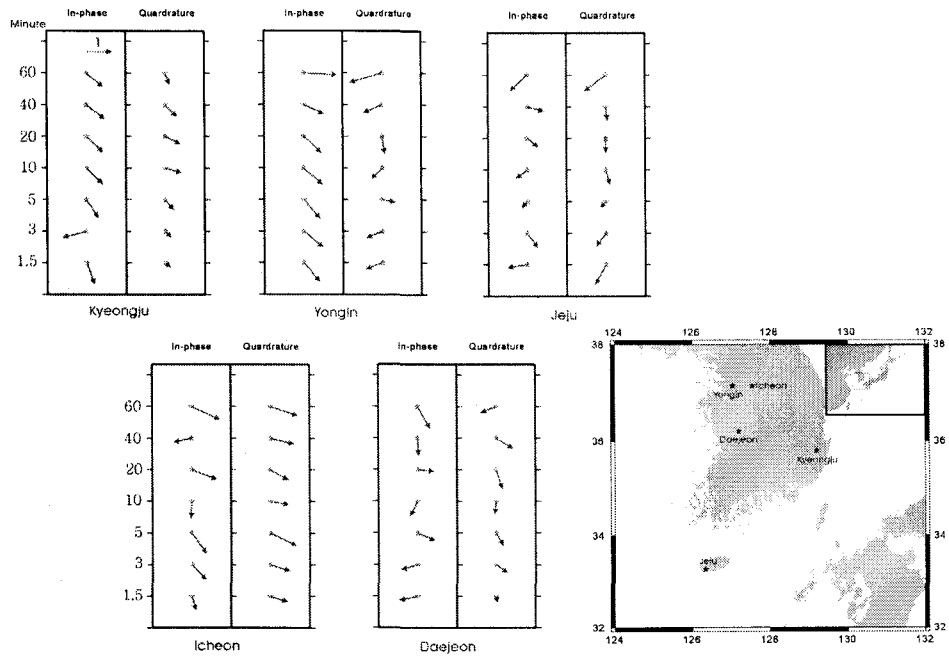 In-phase Quardrature In-phase Quardrature In-phase Quardrature
Minute
1
60
40
20
10
5
3
1.5
Kyeongju Yongin Jeju
In-phase Quardrature In-phase Quardrature
60
40
20
10
5
3
1.5
Icheon Daejeon
124 126 128 130 132
38 38
Yongin Icheon
Daejeon
36 36
Kyeongju
34 34
Jeju
32 32
124 126 128 130 132